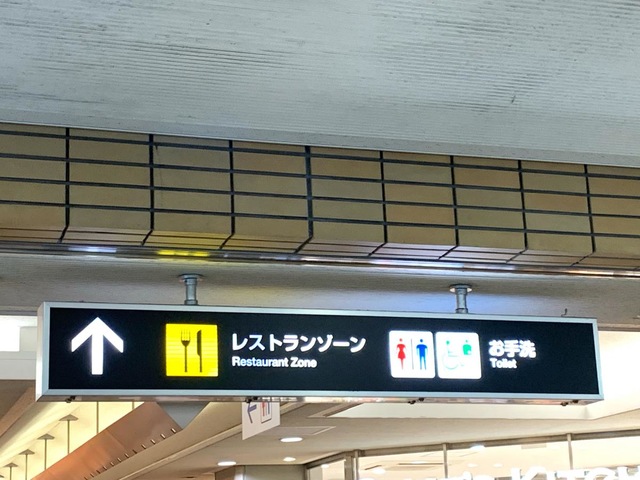 レストランゾーン
Restaurant Zone
お手洗
Toilet